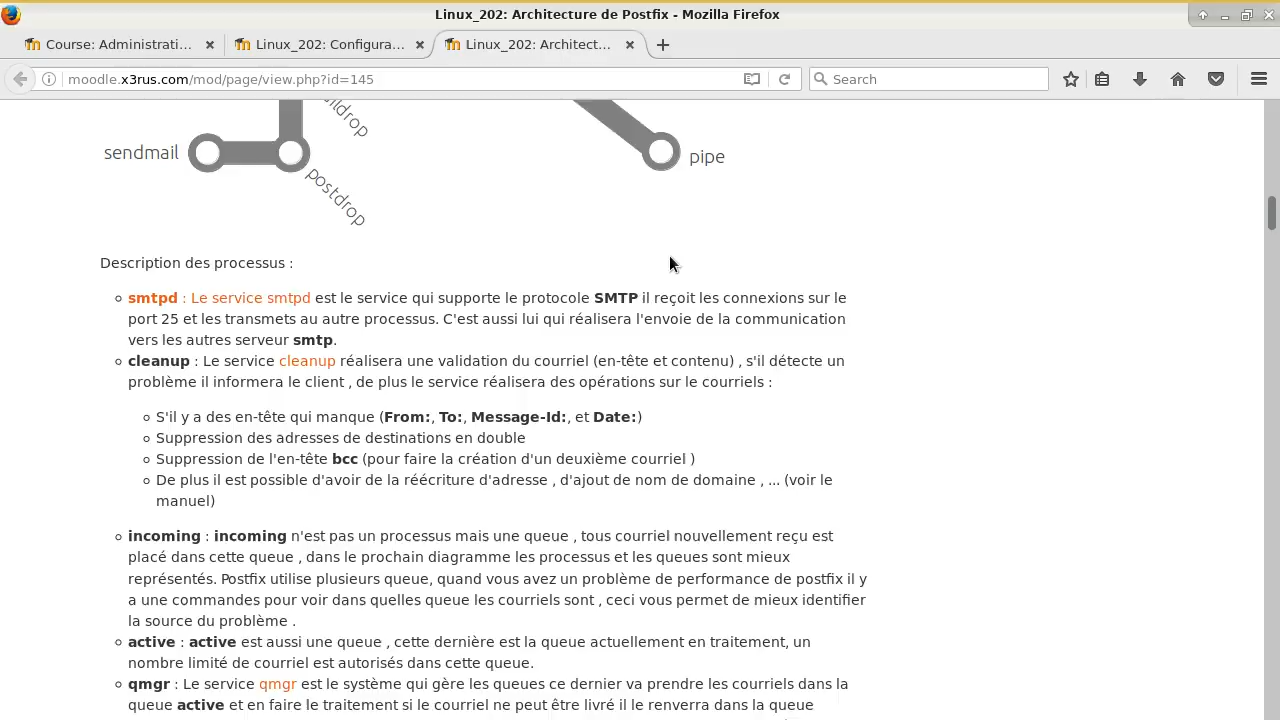 Linux_202: Architecture de Postfix - Mozilla Firefox
Course: Administrati...
Linux_202: Configura...
Linux_202: Architect...
moodle.x3rus.com/mod/page/view.php?id=145
Search
sendmail
postdrop
pipe
Description des processus :
smtpd : Le service smtpd est le service qui supporte le protocole SMTP il reçoit les connexions sur le
port 25 et les transmets au autre processus. C'est aussi lui qui réalisera l'envoie de la communication
vers les autres serveur smtp.
cleanup : Le service cleanup réalisera une validation du courriel (en-tête et contenu) , s'il détecte un
problème il informera le client , de plus le service réalisera des opérations sur le courriels :
S'il y a des en-tête qui manque (From:, To:, Message-Id:, et Date:)
Suppression des adresses de destinations en double
Suppression de l'en-tête bcc (pour faire la création d'un deuxième courriel )
De plus il est possible d'avoir de la réécriture d'adresse , d'ajout de nom de domaine , ... (voir le
manuel)
incoming : incoming n'est pas un processus mais une queue , tous courriel nouvellement reçu est
placé dans cette queue , dans le prochain diagramme les processus et les queues sont mieux
représentés. Postfix utilise plusieurs queue, quand vous avez un problème de performance de postfix il y
a une commandes pour voir dans quelles queue les courriels sont , ceci vous permet de mieux identifier
la source du problème .
active : active est aussi une queue , cette dernière est la queue actuellement en traitement, un
nombre limité de courriel est autorisés dans cette queue.
qmgr : Le service qmgr est le système qui gère les queues ce dernier va prendre les courriels dans la
queue active et en faire le traitement si le courriel ne peut être livré il le renverra dans la queue